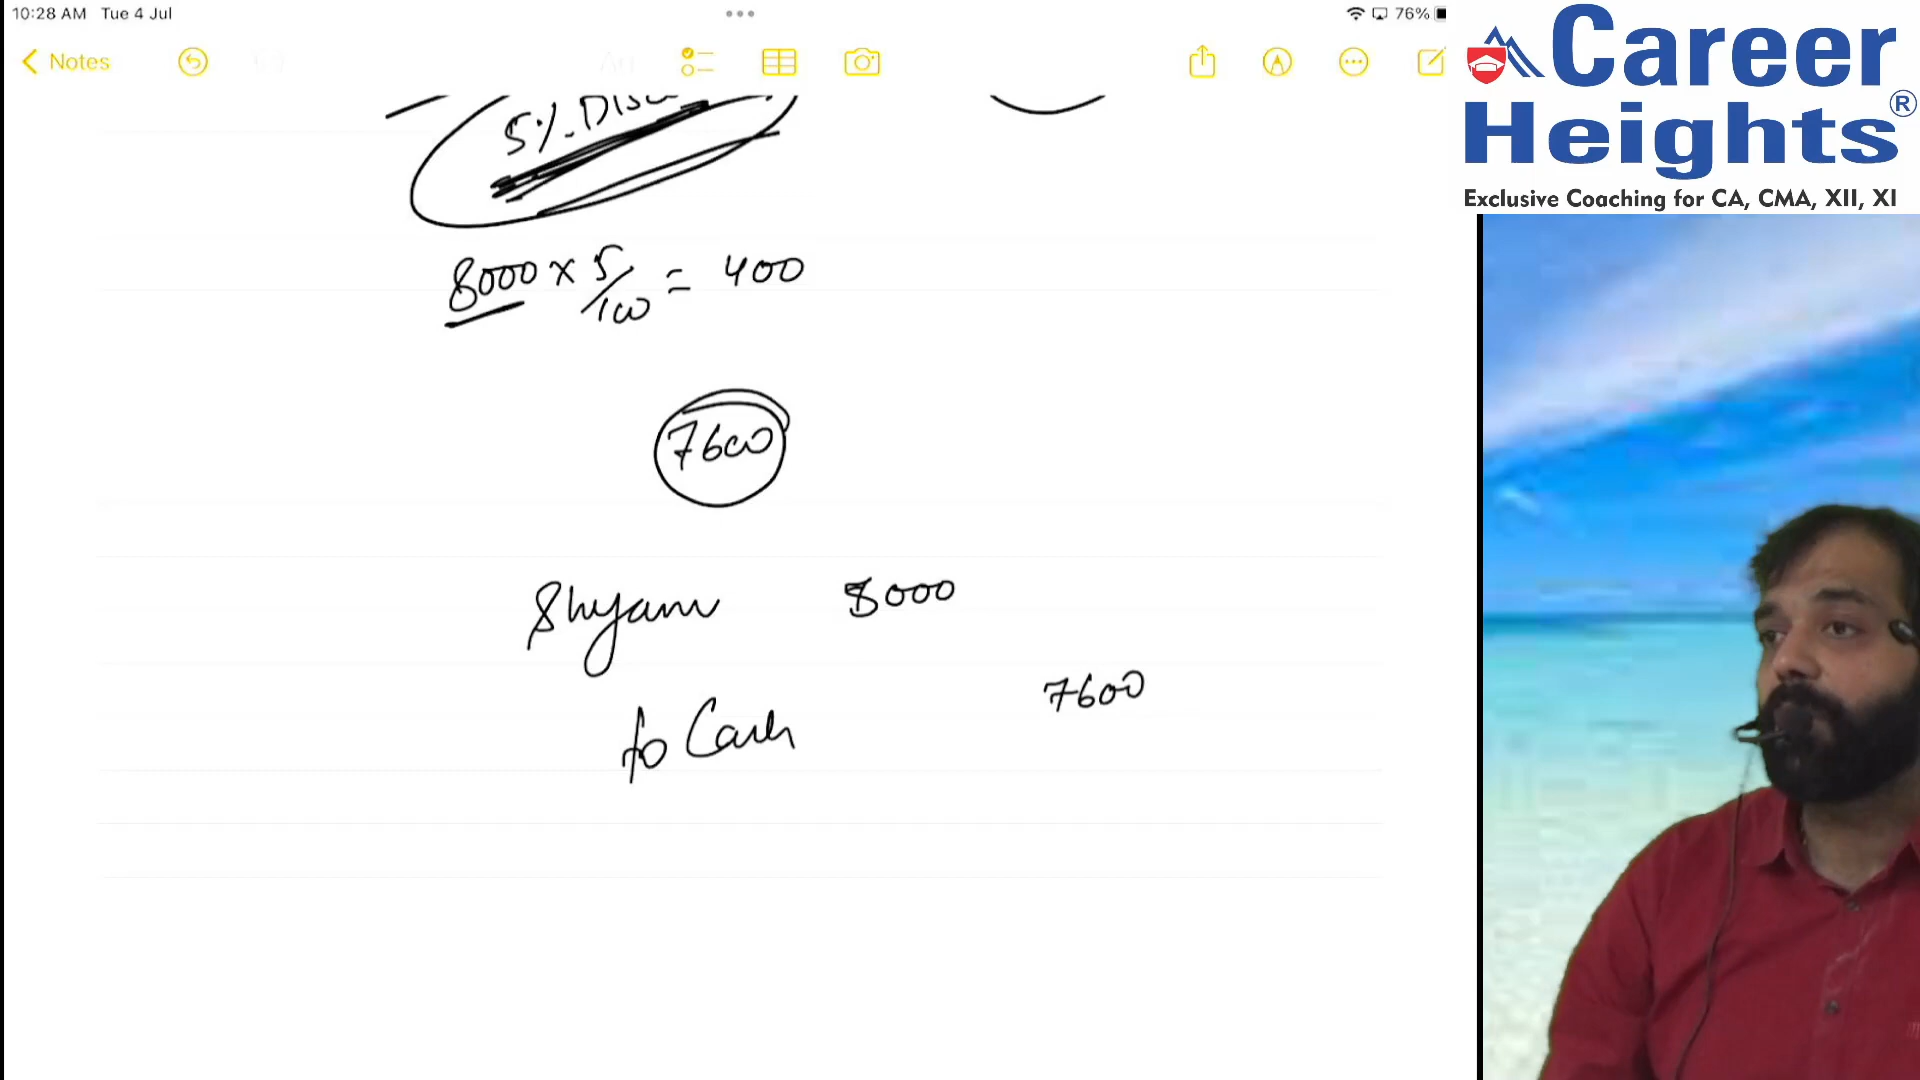 10:28 AM Tue 4 Jul
76%
Notes
Career
Heights®
Exclusive Coaching for CA, CMA, XII, XI
5%
8000 x 5/100 = 400
7600
Shyam 8000
to Cash 7600